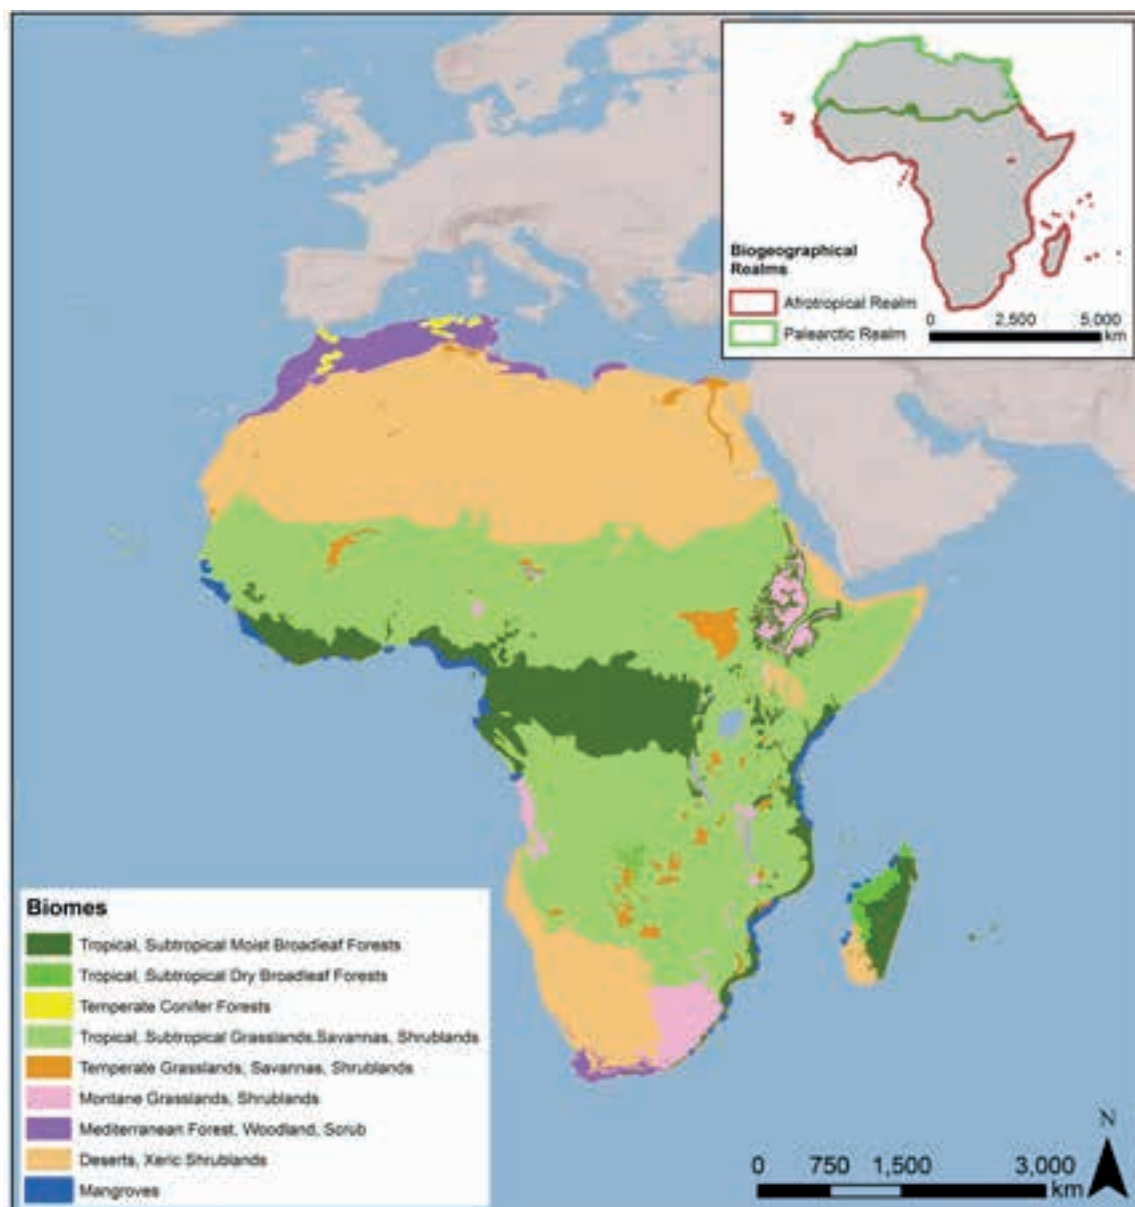 Biogeographical
Realms
Afrotropical Realm
Palearctic Realm
0 2,500 5,000
km
Biomes
Tropical, Subtropical Moist Broadleaf Forests
Tropical, Subtropical Dry Broadleaf Forests
Temperate Conifer Forests
Tropical, Subtropical Grasslands,Savannas, Shrublands
Temperate Grasslands, Savannas, Shrublands
Montane Grasslands, Shrublands
Mediterranean Forest, Woodland, Scrub
Deserts, Xeric Shrublands
Mangroves
N
0 750 1,500 3,000
km